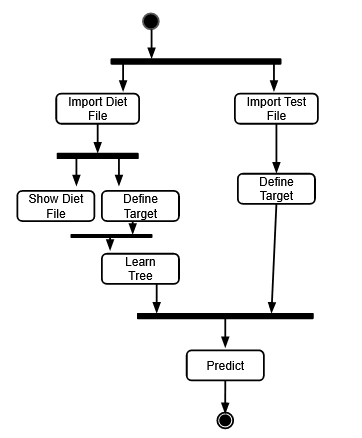 Import Diet
File
Import Test
File
Show Diet
File
Define
Target
Define
Target
Learn
Tree
Predict